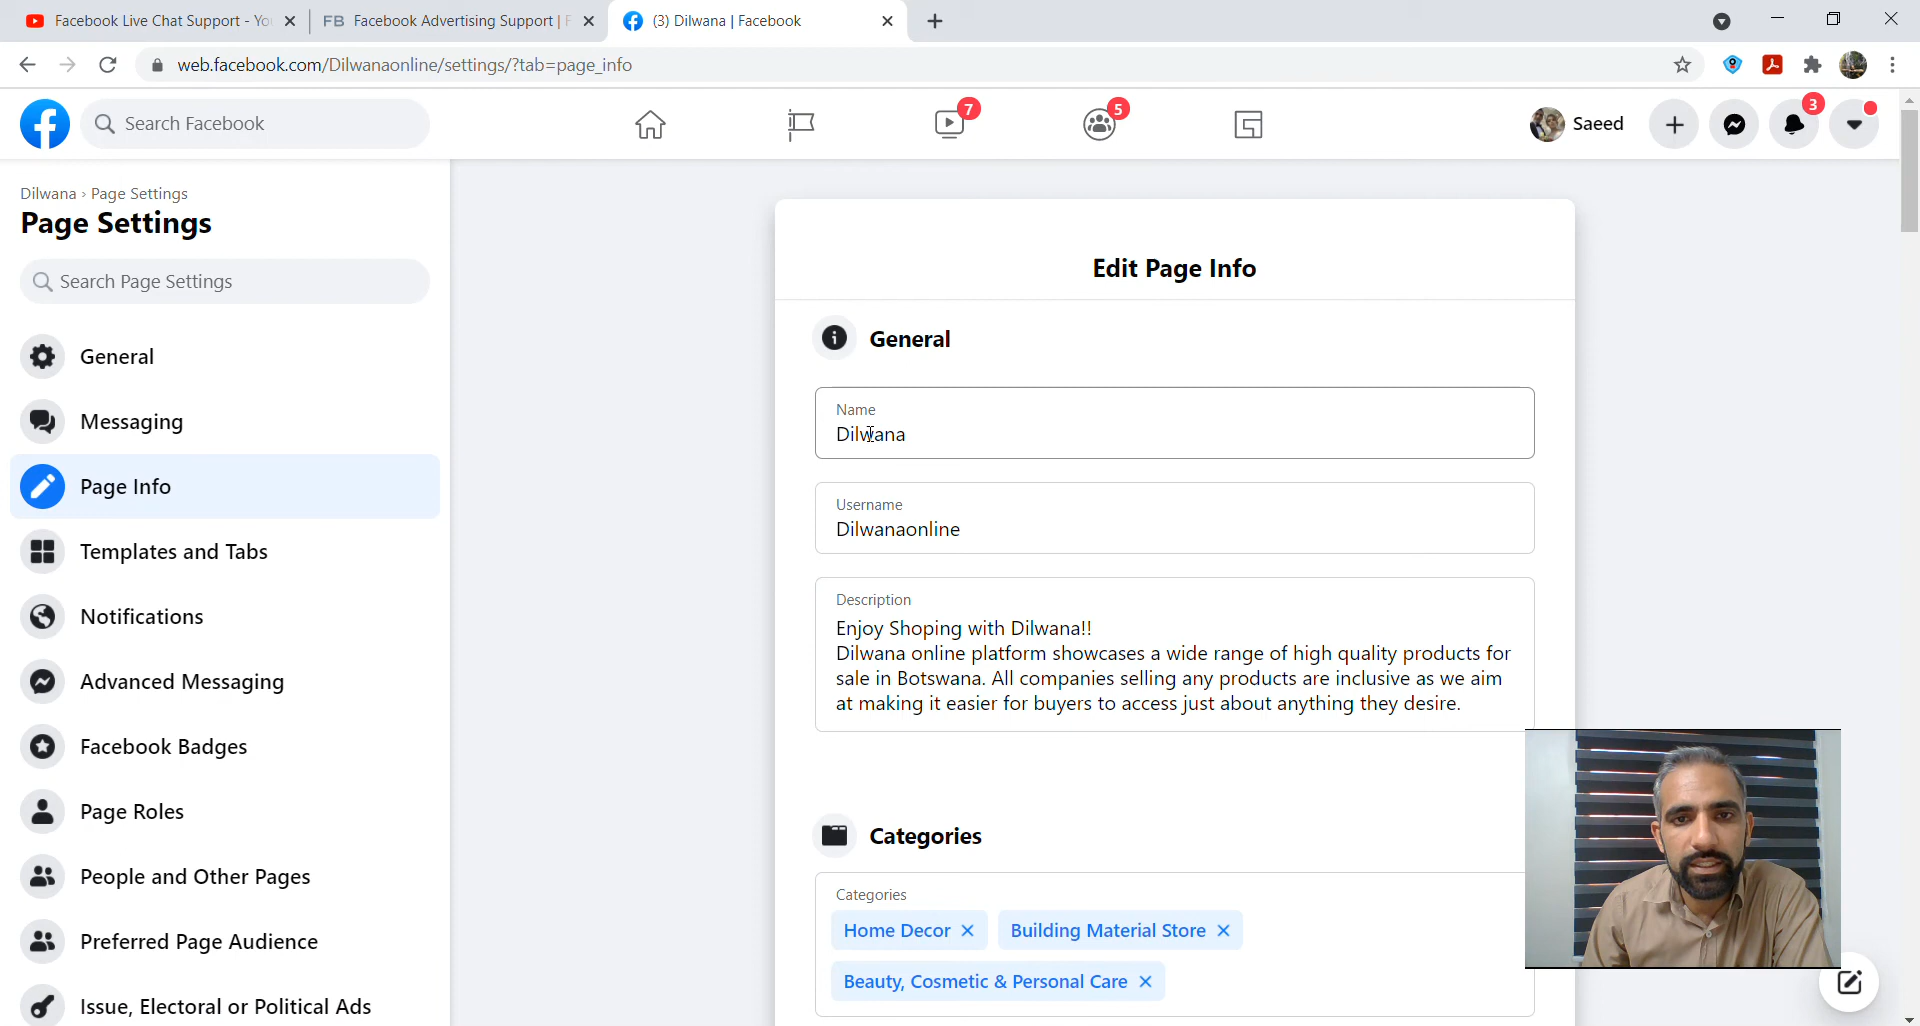 Facebook Live Chat Support - Yo
FB Facebook Advertising Support | F
(3) Dilwana | Facebook
web.facebook.com/Dilwanaonline/settings/?tab=page_info
Search Facebook
7
5
Saeed
3
Dilwana › Page Settings
Page Settings
Search Page Settings
General
Messaging
Page Info
Templates and Tabs
Notifications
Advanced Messaging
Facebook Badges
Page Roles
People and Other Pages
Preferred Page Audience
Issue, Electoral or Political Ads
Edit Page Info
General
Name
Dilwana
Username
Dilwanaonline
Description
Enjoy Shoping with Dilwana!!
Dilwana online platform showcases a wide range of high quality products for
sale in Botswana. All companies selling any products are inclusive as we aim
at making it easier for buyers to access just about anything they desire.
Categories
Categories
Home Decor
Building Material Store
Beauty, Cosmetic & Personal Care